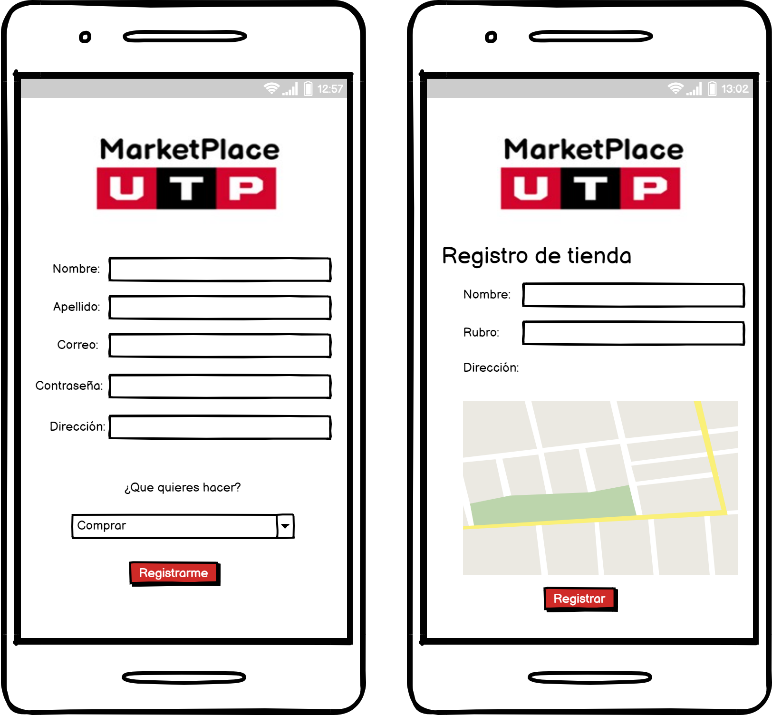 12:57
MarketPlace
UTP
Nombre:
Apellido:
Correo:
Contraseña:
Dirección:
¿Que quieres hacer?
Comprar
Registrarme
13:02
MarketPlace
UTP
Registro de tienda
Nombre:
Rubro:
Dirección:
Registrar